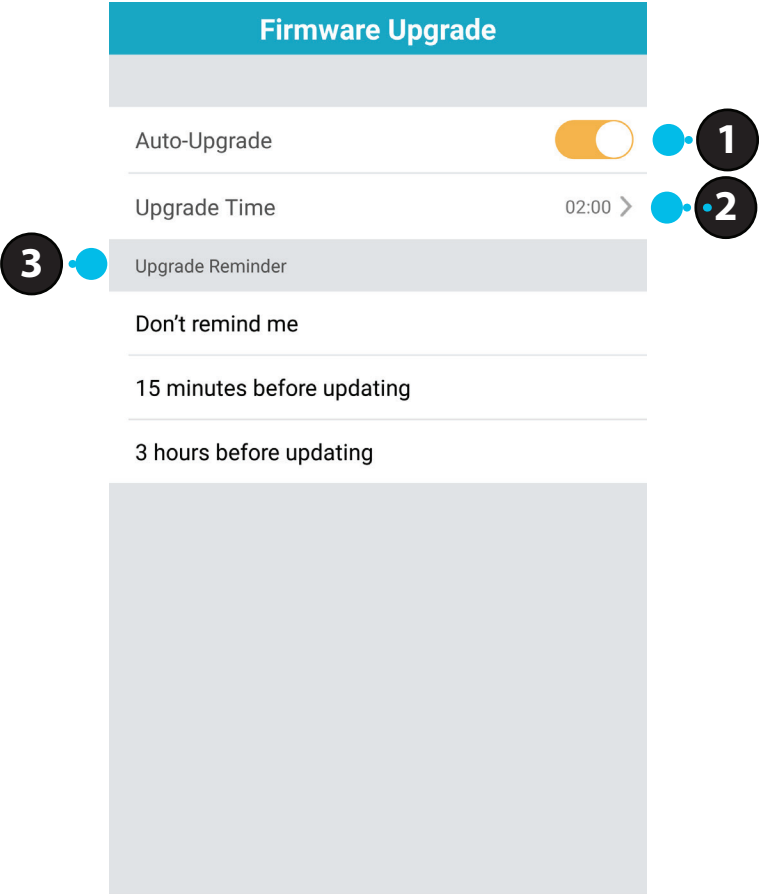 Firmware Upgrade
Auto-Upgrade
1
Upgrade Time 02:00
2
3
Upgrade Reminder
Don’t remind me
15 minutes before updating
3 hours before updating